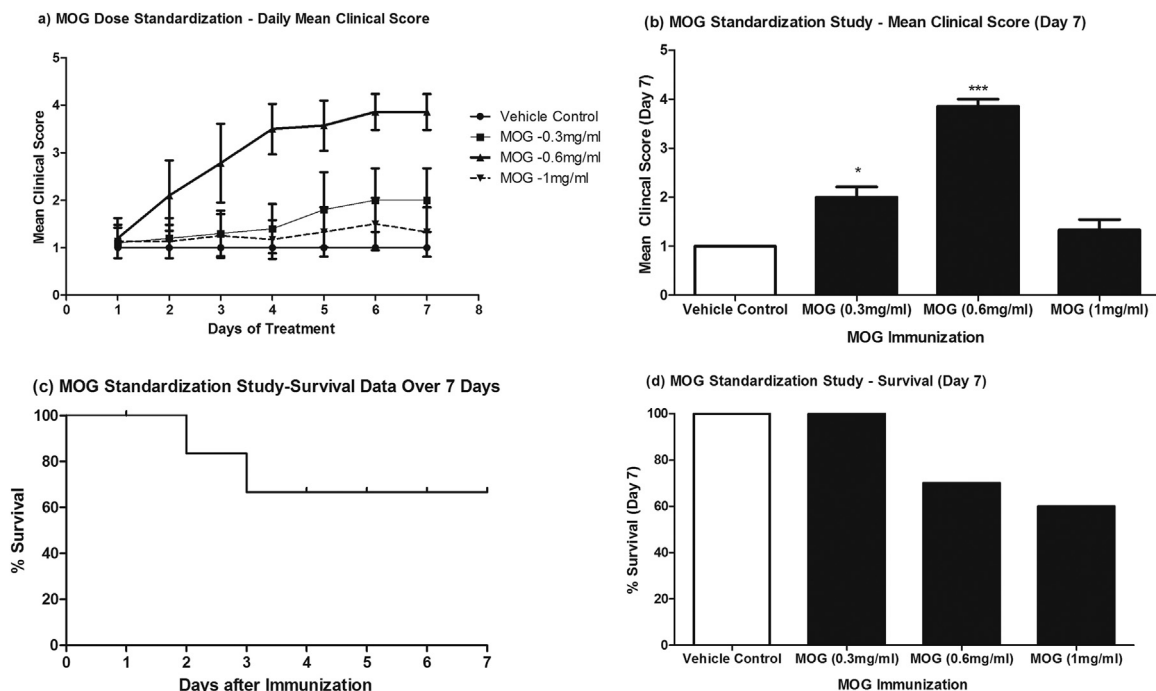 a) MOG Dose Standardization - Daily Mean Clinical Score
5
4
3
2
1
0
Mean Clinical Score
0 1 2 3 4 5 6 7 8
Days of Treatment
Vehicle Control
MOG -0.3mg/ml
MOG -0.6mg/ml
MOG -1mg/ml
(b) MOG Standardization Study - Mean Clinical Score (Day 7)
5
4
3
2
1
0
Mean Clincal Score (Day 7)
*
***
Vehicle Control MOG (0.3mg/ml) MOG (0.6mg/ml) MOG (1mg/ml)
MOG Immunization
(c) MOG Standardization Study-Survival Data Over 7 Days
100
80
60
40
20
0
% Survival
0 1 2 3 4 5 6 7
Days after Immunization
(d) MOG Standardization Study - Survival (Day 7)
100
80
60
40
20
0
% Survival (Day 7)
Vehicle Control MOG (0.3mg/ml) MOG (0.6mg/ml) MOG (1mg/ml)
MOG Immunization